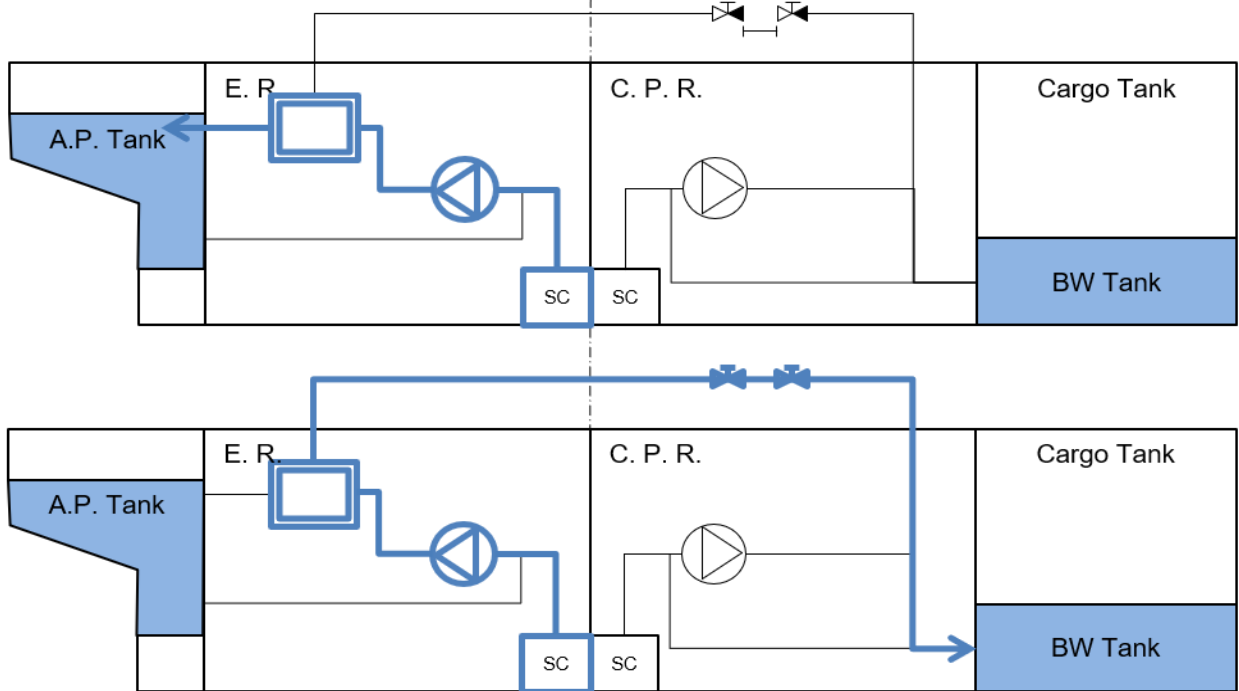 E. R.
C. P. R.
Cargo Tank
A.P. Tank
BW Tank
SC
SC
E. R.
C. P. R.
Cargo Tank
A.P. Tank
BW Tank
SC
SC